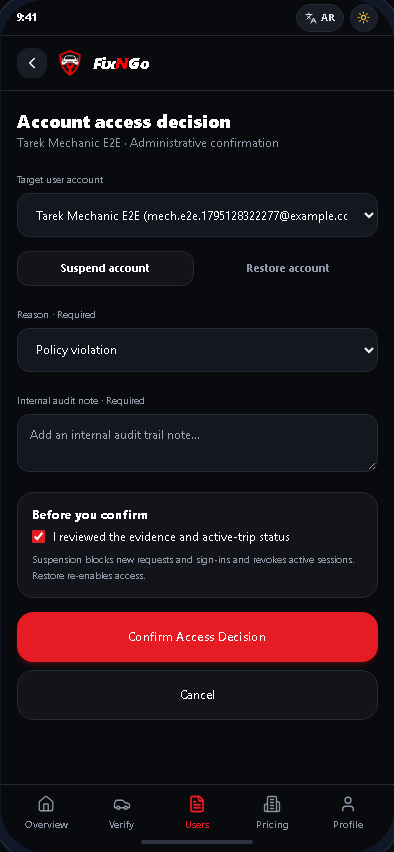 9:41
AR
FixNGo
Account access decision
Tarek Mechanic E2E · Administrative confirmation
Target user account
Tarek Mechanic E2E (mech.e2e.1795128322277@example.cc
Suspend account
Restore account
Reason · Required
Policy violation
Internal audit note · Required
Add an internal audit trail note...
Before you confirm
I reviewed the evidence and active-trip status
Suspension blocks new requests and sign-ins and revokes active sessions.
Restore re-enables access.
Confirm Access Decision
Cancel
Overview
Verify
Users
Pricing
Profile